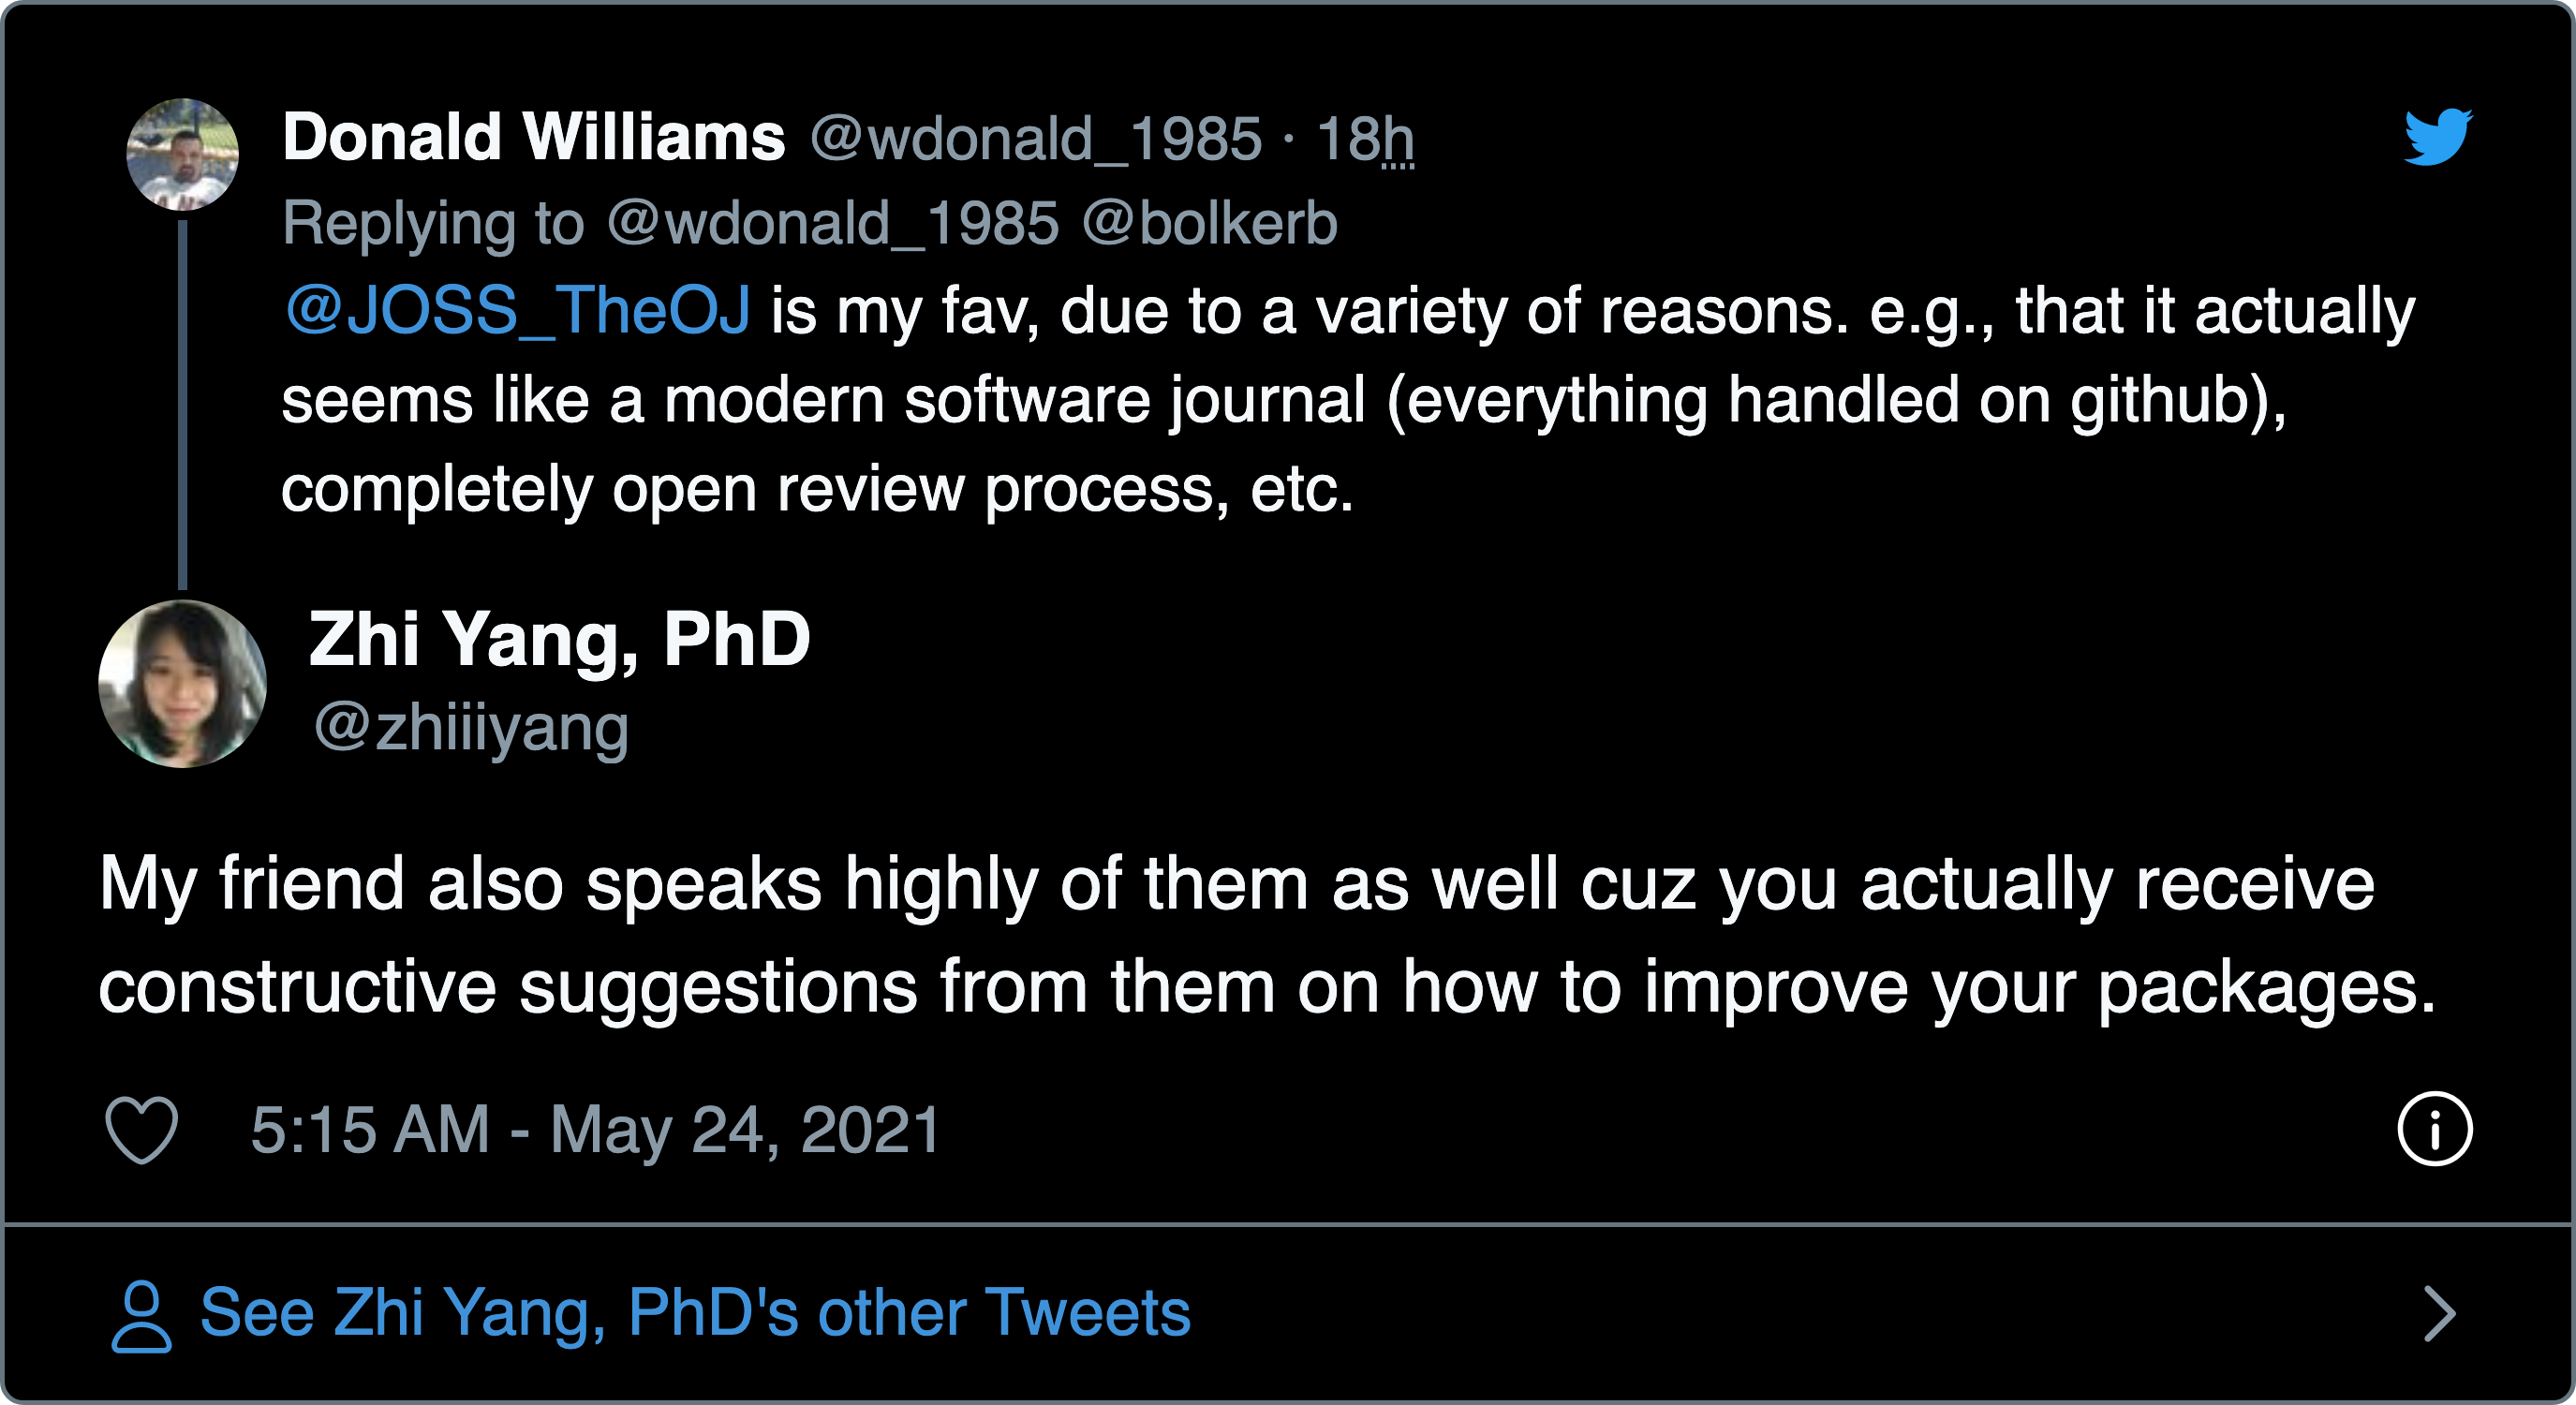 Donald Williams @wdonald_1985 · 18h
Replying to @wdonald_1985 @bolkerb
@JOSS_TheOJ is my fav, due to a variety of reasons. e.g., that it actually
seems like a modern software journal (everything handled on github),
completely open review process, etc.
Zhi Yang, PhD
@zhiiiyang
My friend also speaks highly of them as well cuz you actually receive
constructive suggestions from them on how to improve your packages.
5:15 AM - May 24, 2021
See Zhi Yang, PhD's other Tweets